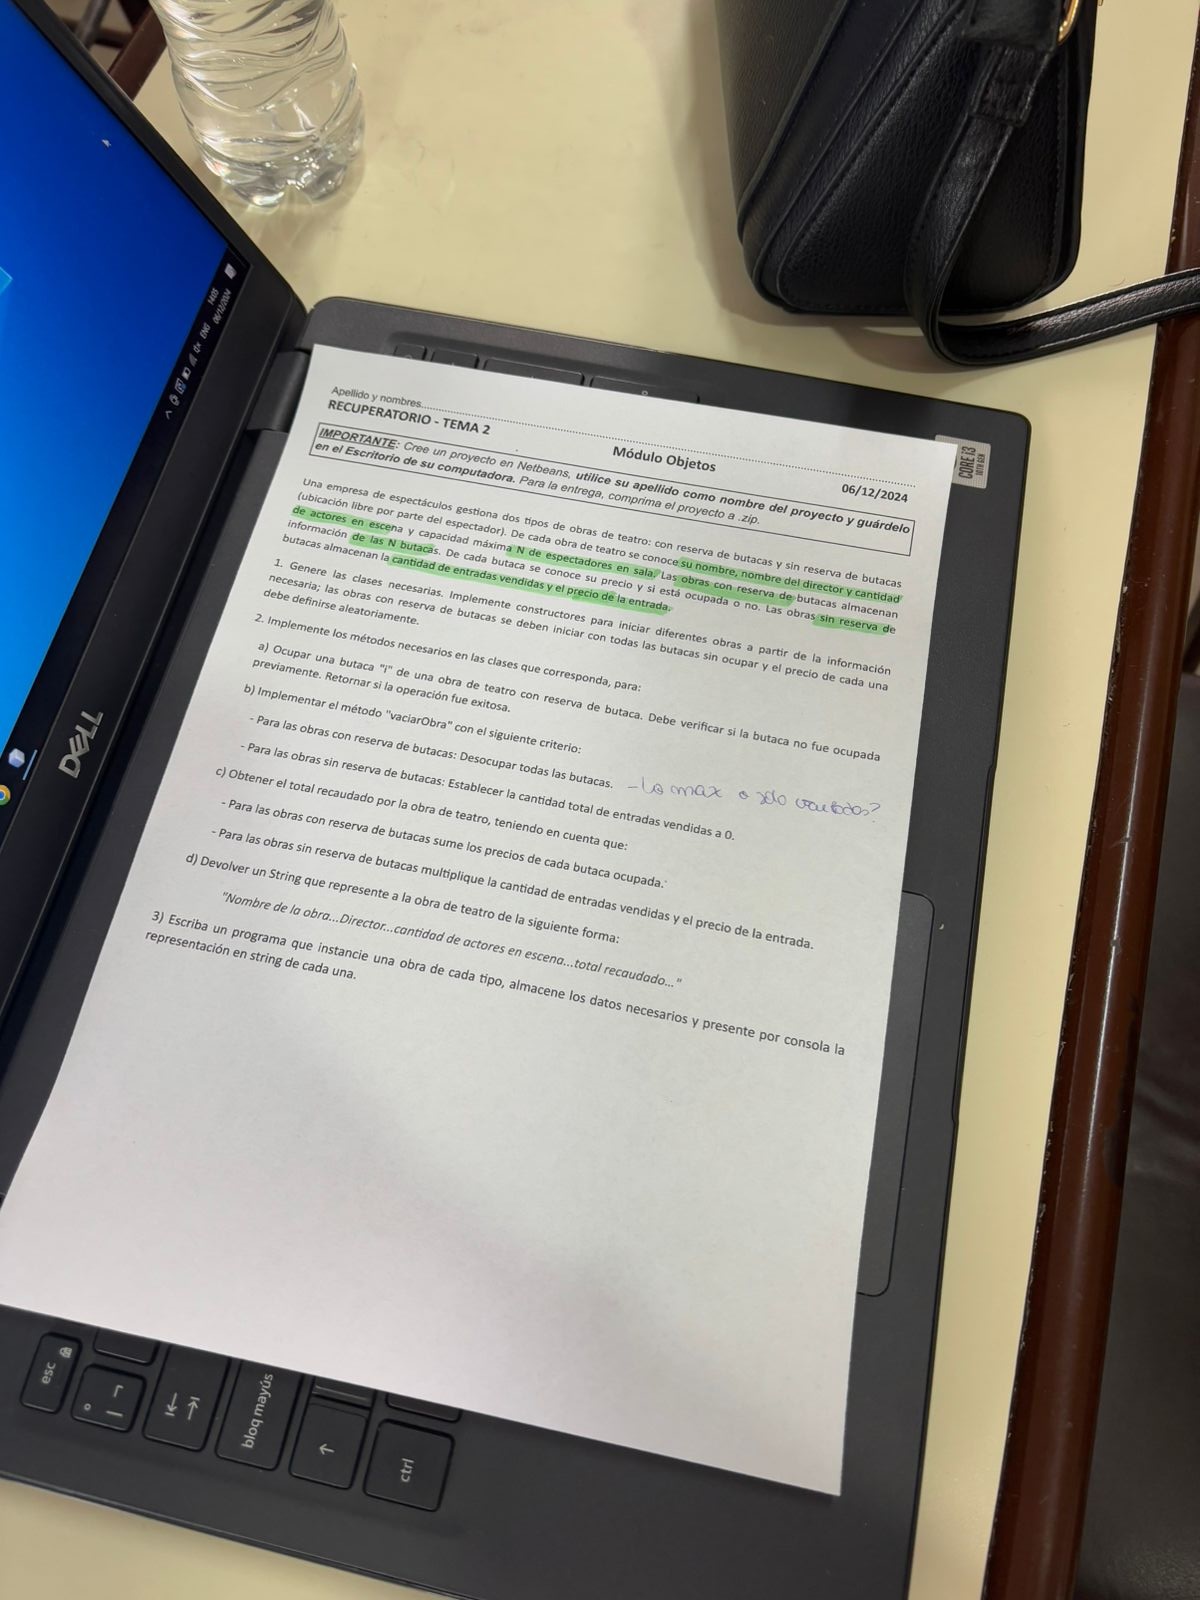 Apellido y nombres
RECUPERATORIO - TEMA 2
Módulo Objetos
06/12/2024
IMPORTANTE: Cree un proyecto en Netbeans, utilice su apellido como nombre del proyecto y guárdelo
en el Escritorio de su computadora. Para la entrega, comprima el proyecto a .zip.
Una empresa de espectáculos gestiona dos tipos de obras de teatro: con reserva de butacas y sin reserva de butacas
(ubicación libre por parte del espectador). De cada obra de teatro se conoce su nombre, nombre del director y cantidad
de actores en escena y capacidad máxima N de espectadores en sala. Las obras con reserva de butacas almacenan
información de las N butacas. De cada butaca se conoce su precio y si está ocupada o no. Las obras sin reserva de
butacas almacenan la cantidad de entradas vendidas y el precio de la entrada.
1. Genere las clases necesarias. Implemente constructores para iniciar diferentes obras a partir de la información
necesaria; las obras con reserva de butacas se deben iniciar con todas las butacas sin ocupar y el precio de cada una
debe definirse aleatoriamente.
2. Implemente los métodos necesarios en las clases que corresponda, para:
a) Ocupar una butaca "i" de una obra de teatro con reserva de butaca. Debe verificar si la butaca no fue ocupada
previamente. Retornar si la operación fue exitosa.
b) Implementar el método "vaciarObra" con el siguiente criterio:
- Para las obras con reserva de butacas: Desocupar todas las butacas.
- Para las obras sin reserva de butacas: Establecer la cantidad total de entradas vendidas a 0.
- La max o sólo
c) Obtener el total recaudado por la obra de teatro, teniendo en cuenta que:
- Para las obras con reserva de butacas sume los precios de cada butaca ocupada.
- Para las obras sin reserva de butacas multiplique la cantidad de entradas vendidas y el precio de la entrada.
d) Devolver un String que represente a la obra de teatro de la siguiente forma:
"Nombre de la obra...Director...cantidad de actores en escena...total recaudado..."
3) Escriba un programa que instancie una obra de cada tipo, almacene los datos necesarios y presente por consola la
representación en string de cada una.
DELL
CORE i3
10TH GEN
ENG
14:05
06/12/2024
esc
bloq mayús
ctrl